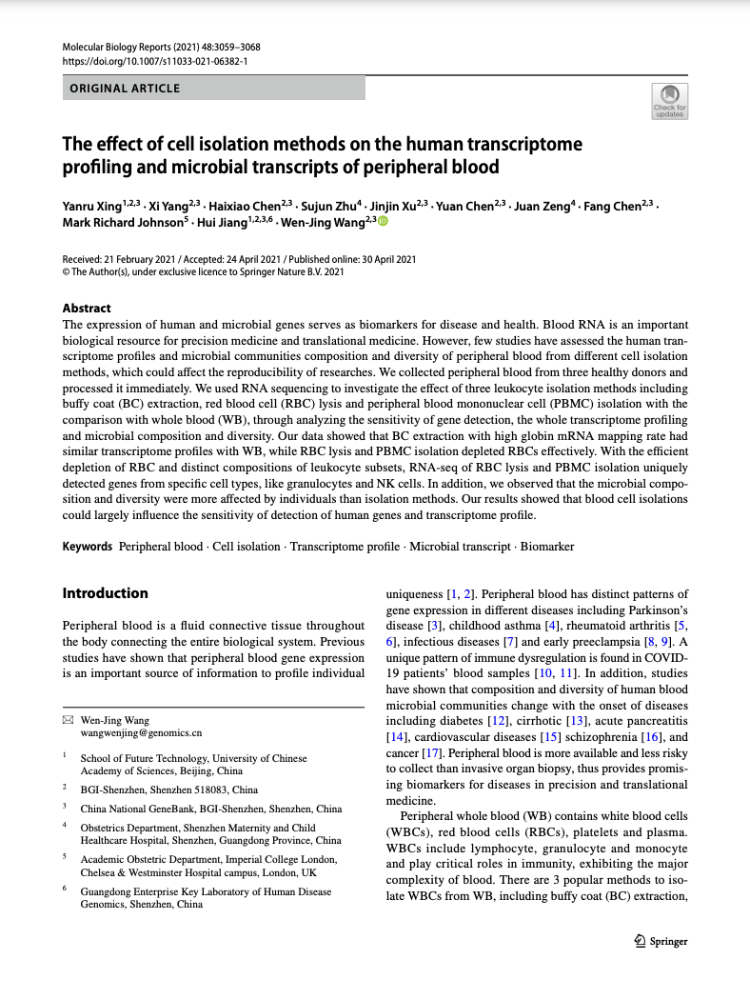 Molecular Biology Reports (2021) 48:3059–3068
https://doi.org/10.1007/s11033-021-06382-1
ORIGINAL ARTICLE
Check for
updates
The effect of cell isolation methods on the human transcriptome
profiling and microbial transcripts of peripheral blood
Yanru Xing1,2,3 · Xi Yang2,3 · Haixiao Chen2,3 · Sujun Zhu4 · Jinjin Xu2,3 · Yuan Chen2,3 · Juan Zeng4 · Fang Chen2,3 ·
Mark Richard Johnson5 · Hui Jiang1,2,3,6 · Wen-Jing Wang2,3 iD
Received: 21 February 2021 / Accepted: 24 April 2021 / Published online: 30 April 2021
© The Author(s), under exclusive licence to Springer Nature B.V. 2021
Abstract
The expression of human and microbial genes serves as biomarkers for disease and health. Blood RNA is an important
biological resource for precision medicine and translational medicine. However, few studies have assessed the human tran-
scriptome profiles and microbial communities composition and diversity of peripheral blood from different cell isolation
methods, which could affect the reproducibility of researches. We collected peripheral blood from three healthy donors and
processed it immediately. We used RNA sequencing to investigate the effect of three leukocyte isolation methods including
buffy coat (BC) extraction, red blood cell (RBC) lysis and peripheral blood mononuclear cell (PBMC) isolation with the
comparison with whole blood (WB), through analyzing the sensitivity of gene detection, the whole transcriptome profiling
and microbial composition and diversity. Our data showed that BC extraction with high globin mRNA mapping rate had
similar transcriptome profiles with WB, while RBC lysis and PBMC isolation depleted RBCs effectively. With the efficient
depletion of RBC and distinct compositions of leukocyte subsets, RNA-seq of RBC lysis and PBMC isolation uniquely
detected genes from specific cell types, like granulocytes and NK cells. In addition, we observed that the microbial compo-
sition and diversity were more affected by individuals than isolation methods. Our results showed that blood cell isolations
could largely influence the sensitivity of detection of human genes and transcriptome profile.
Keywords Peripheral blood · Cell isolation · Transcriptome profile · Microbial transcript · Biomarker
Introduction
Peripheral blood is a fluid connective tissue throughout
the body connecting the entire biological system. Previous
studies have shown that peripheral blood gene expression
is an important source of information to profile individual
Wen-Jing Wang
wangwenjing@genomics.cn
1 School of Future Technology, University of Chinese
Academy of Sciences, Beijing, China
2 BGI-Shenzhen, Shenzhen 518083, China
3 China National GeneBank, BGI-Shenzhen, Shenzhen, China
4 Obstetrics Department, Shenzhen Maternity and Child
Healthcare Hospital, Shenzhen, Guangdong Province, China
5 Academic Obstetric Department, Imperial College London,
Chelsea & Westminster Hospital campus, London, UK
6 Guangdong Enterprise Key Laboratory of Human Disease
Genomics, Shenzhen, China
uniqueness [1, 2]. Peripheral blood has distinct patterns of
gene expression in different diseases including Parkinson's
disease [3], childhood asthma [4], rheumatoid arthritis [5,
6], infectious diseases [7] and early preeclampsia [8, 9]. A
unique pattern of immune dysregulation is found in COVID-
19 patients' blood samples [10, 11]. In addition, studies
have shown that composition and diversity of human blood
microbial communities change with the onset of diseases
including diabetes [12], cirrhotic [13], acute pancreatitis
[14], cardiovascular diseases [15] schizophrenia [16], and
cancer [17]. Peripheral blood is more available and less risky
to collect than invasive organ biopsy, thus provides promis-
ing biomarkers for diseases in precision and translational
medicine.
Peripheral whole blood (WB) contains white blood cells
(WBCs), red blood cells (RBCs), platelets and plasma.
WBCs include lymphocyte, granulocyte and monocyte
and play critical roles in immunity, exhibiting the major
complexity of blood. There are 3 popular methods to iso-
late WBCs from WB, including buffy coat (BC) extraction,
Springer